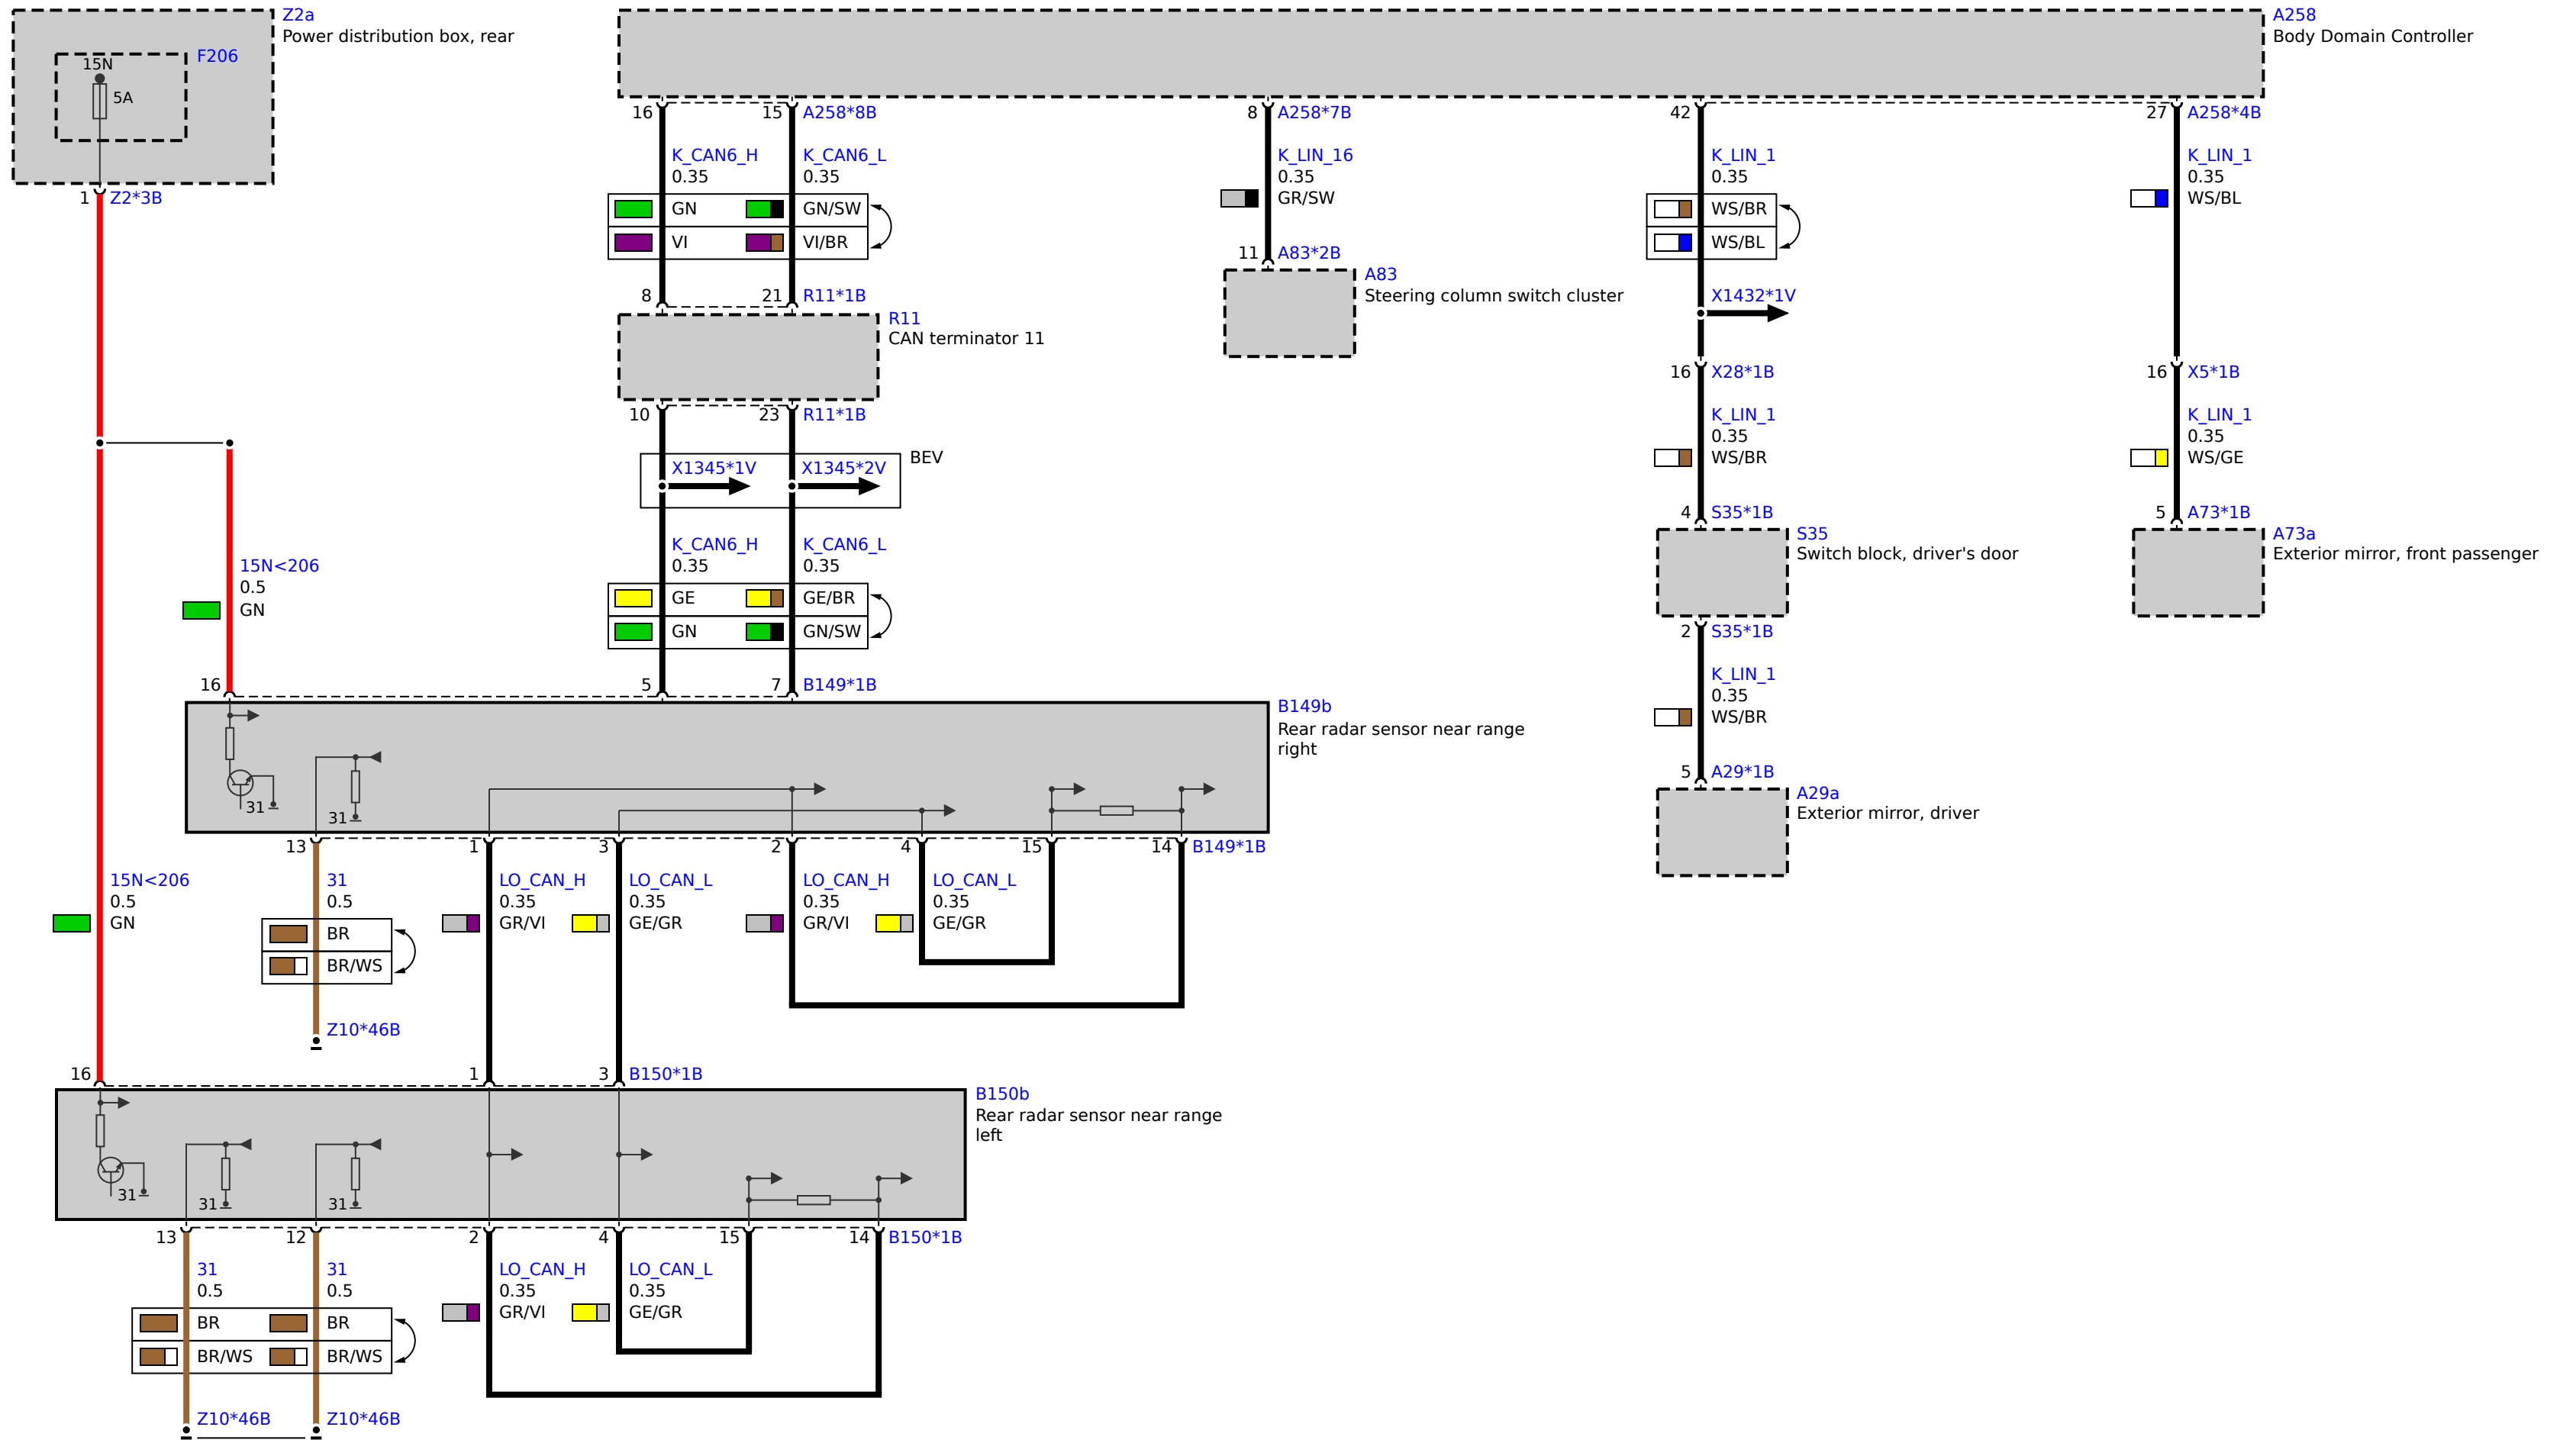 Z2a
Power distribution box, rear
F206
15N
5A
1 Z2*3B
A258
Body Domain Controller
16 15 A258*8B
8 A258*7B
42 27 A258*4B
K_CAN6_H K_CAN6_L
0.35 0.35
GN GN/SW
VI VI/BR
K_LIN_16
0.35
GR/SW
K_LIN_1
0.35
WS/BR
WS/BL
K_LIN_1
0.35
WS/BL
11 A83*2B
A83
Steering column switch cluster
8 21 R11*1B
R11
CAN terminator 11
X1432*1V
16 X28*1B
16 X5*1B
10 23 R11*1B
K_LIN_1
0.35
WS/BR
K_LIN_1
0.35
WS/GE
BEV
X1345*1V X1345*2V
4 S35*1B
5 A73*1B
S35
Switch block, driver's door
A73a
Exterior mirror, front passenger
15N<206
0.5
GN
K_CAN6_H K_CAN6_L
0.35 0.35
GE GE/BR
GN GN/SW
2 S35*1B
K_LIN_1
0.35
WS/BR
16 5 7 B149*1B
B149b
Rear radar sensor near range
right
31
31
5 A29*1B
A29a
Exterior mirror, driver
13 1 3 2 4 15 14 B149*1B
15N<206
0.5
GN
31
0.5
BR
BR/WS
LO_CAN_H
0.35
GR/VI
LO_CAN_L
0.35
GE/GR
LO_CAN_H
0.35
GR/VI
LO_CAN_L
0.35
GE/GR
Z10*46B
16 1 3 B150*1B
B150b
Rear radar sensor near range
left
31
31
31
13 12 2 4 15 14 B150*1B
31 31
0.5 0.5
BR BR
BR/WS BR/WS
LO_CAN_H
0.35
GR/VI
LO_CAN_L
0.35
GE/GR
Z10*46B Z10*46B